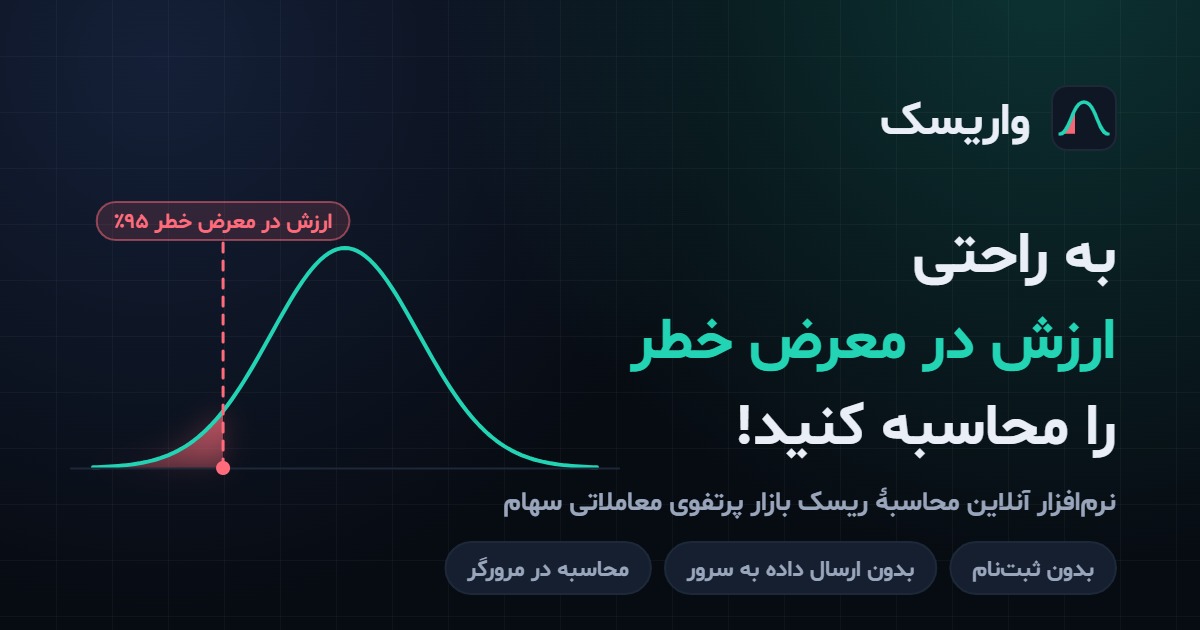 واریسک
به راحتی
ارزش در معرض خطر
را محاسبه کنید!
نرم‌افزار آنلاین محاسبهٔ ریسک بازار پرتفوی معاملاتی سهام
بدون ثبت‌نام
بدون ارسال داده به سرور
محاسبه در مرورگر
ارزش در معرض خطر ۹۵٪